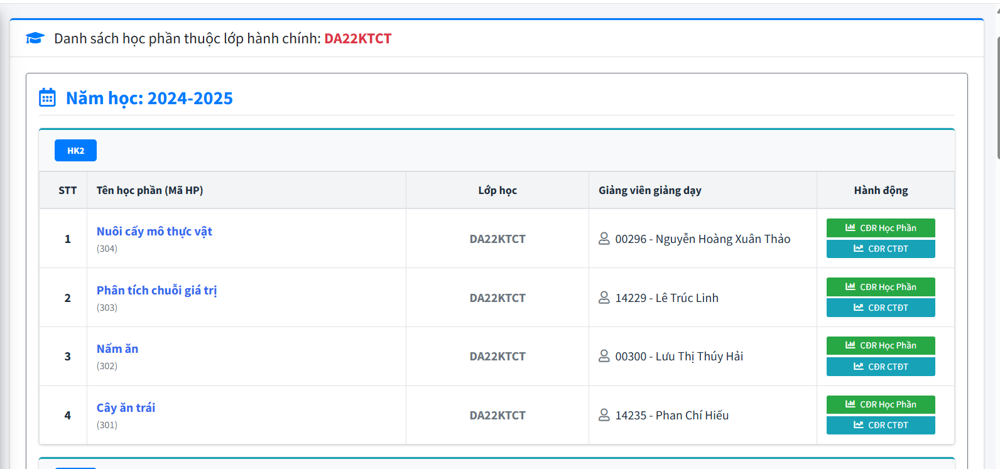 Danh sách học phần thuộc lớp hành chính: DA22KTCT
Năm học: 2024-2025
HK2
STT Tên học phần (Mã HP) Lớp học Giảng viên giảng dạy Hành động
1 Nuôi cấy mô thực vật (304) DA22KTCT 00296 - Nguyễn Hoàng Xuân Thảo CĐR Học Phần
CĐR CTĐT
2 Phân tích chuỗi giá trị (303) DA22KTCT 14229 - Lê Trúc Linh CĐR Học Phần
CĐR CTĐT
3 Nấm ăn (302) DA22KTCT 00300 - Lưu Thị Thúy Hải CĐR Học Phần
CĐR CTĐT
4 Cây ăn trái (301) DA22KTCT 14235 - Phan Chí Hiếu CĐR Học Phần
CĐR CTĐT